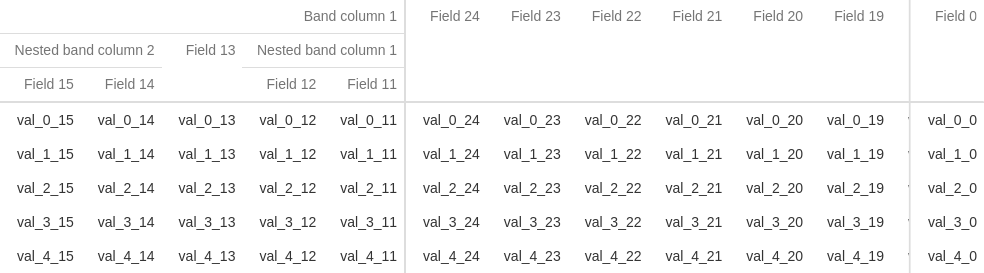 Band column 1 Field 24 Field 23 Field 22 Field 21 Field 20 Field 19 Field 0
Nested band column 2 Field 13 Nested band column 1
Field 15 Field 14 Field 12 Field 11
val_0_15 val_0_14 val_0_13 val_0_12 val_0_11 val_0_24 val_0_23 val_0_22 val_0_21 val_0_20 val_0_19 val_0_0
val_1_15 val_1_14 val_1_13 val_1_12 val_1_11 val_1_24 val_1_23 val_1_22 val_1_21 val_1_20 val_1_19 val_1_0
val_2_15 val_2_14 val_2_13 val_2_12 val_2_11 val_2_24 val_2_23 val_2_22 val_2_21 val_2_20 val_2_19 val_2_0
val_3_15 val_3_14 val_3_13 val_3_12 val_3_11 val_3_24 val_3_23 val_3_22 val_3_21 val_3_20 val_3_19 val_3_0
val_4_15 val_4_14 val_4_13 val_4_12 val_4_11 val_4_24 val_4_23 val_4_22 val_4_21 val_4_20 val_4_19 val_4_0